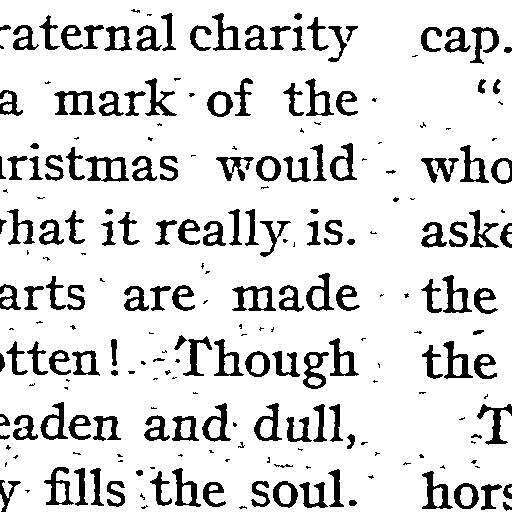 raternal charity
a mark of the
ristmas would
what it really is.
arts are made
otten! Though
eaden and dull,
y fills the soul.
cap.
“
who
aske
the
the
T
hors